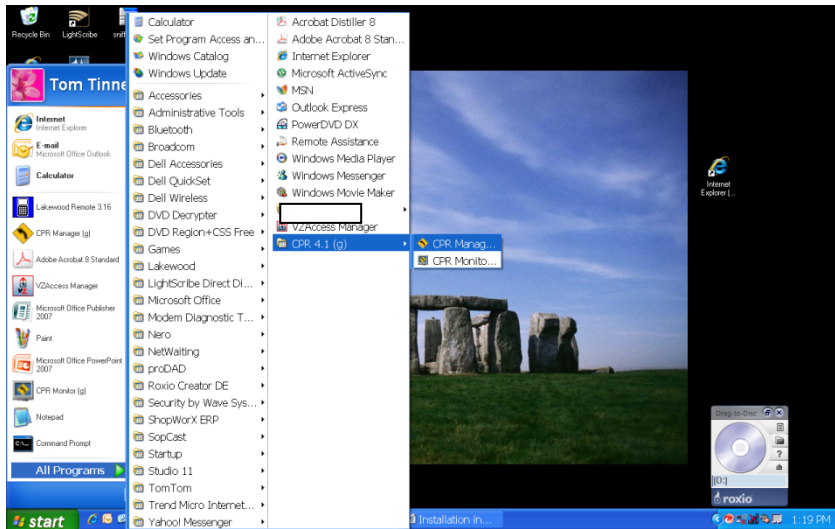 Recycle Bin
LightScribe
sniff
Tom Tinne
Internet
Internet Explorer
E-mail
Microsoft Office Outlook
Calculator
Lakewood Remote 3.16
CPR Manager (g)
Adobe Acrobat 8 Standard
VZAccess Manager
Microsoft Office Publisher
2007
Paint
Microsoft Office PowerPoint
2007
CPR Monitor (g)
Notepad
Command Prompt
All Programs
start
Calculator
Set Program Access an...
Windows Catalog
Windows Update
Accessories
Administrative Tools
Bluetooth
Broadcom
Dell Accessories
Dell QuickSet
Dell Wireless
DVD Decrypter
DVD Region+CSS Free
Games
Lakewood
LightScribe Direct Di...
Microsoft Office
Modem Diagnostic T...
Nero
NetWaiting
proDAD
Roxio Creator DE
Security by Wave Sys...
ShopWorX ERP
SopCast
Startup
Studio 11
TomTom
Trend Micro Internet...
Yahoo! Messenger
Acrobat Distiller 8
Adobe Acrobat 8 Stan...
Internet Explorer
Microsoft ActiveSync
MSN
Outlook Express
PowerDVD DX
Remote Assistance
Windows Media Player
Windows Messenger
Windows Movie Maker
VZAccess Manager
CPR 4.1 (g)
CPR Manag...
CPR Monito...
Internet
Explorer (...
Drag-to-Disc
[D:]
roxio
Installation in...
1:19 PM